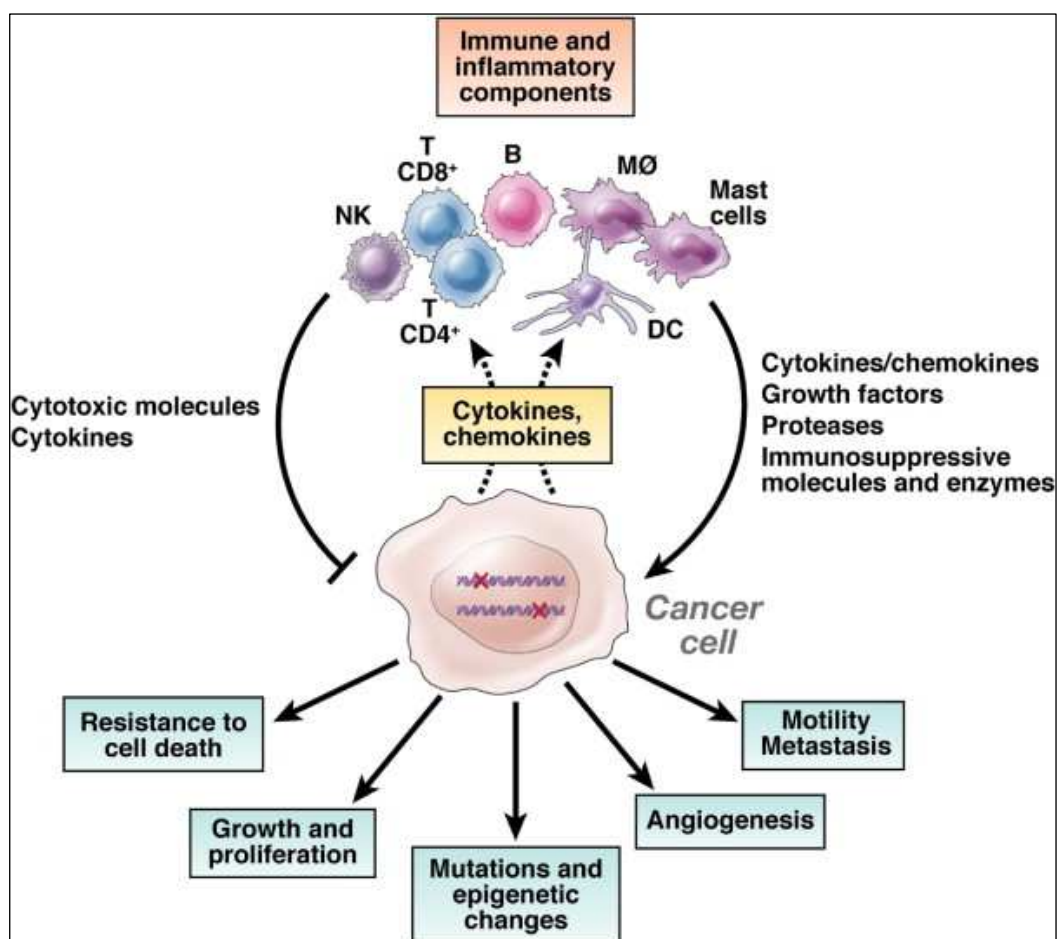 Immune and
inflammatory
components
T
CD8+
B
MØ
Mast
cells
NK
T
CD4+
DC
Cytotoxic molecules
Cytokines
Cytokines,
chemokines
Cytokines/chemokines
Growth factors
Proteases
Immunosuppressive
molecules and enzymes
Cancer
cell
Resistance to
cell death
Growth and
proliferation
Mutations and
epigenetic
changes
Angiogenesis
Motility
Metastasis